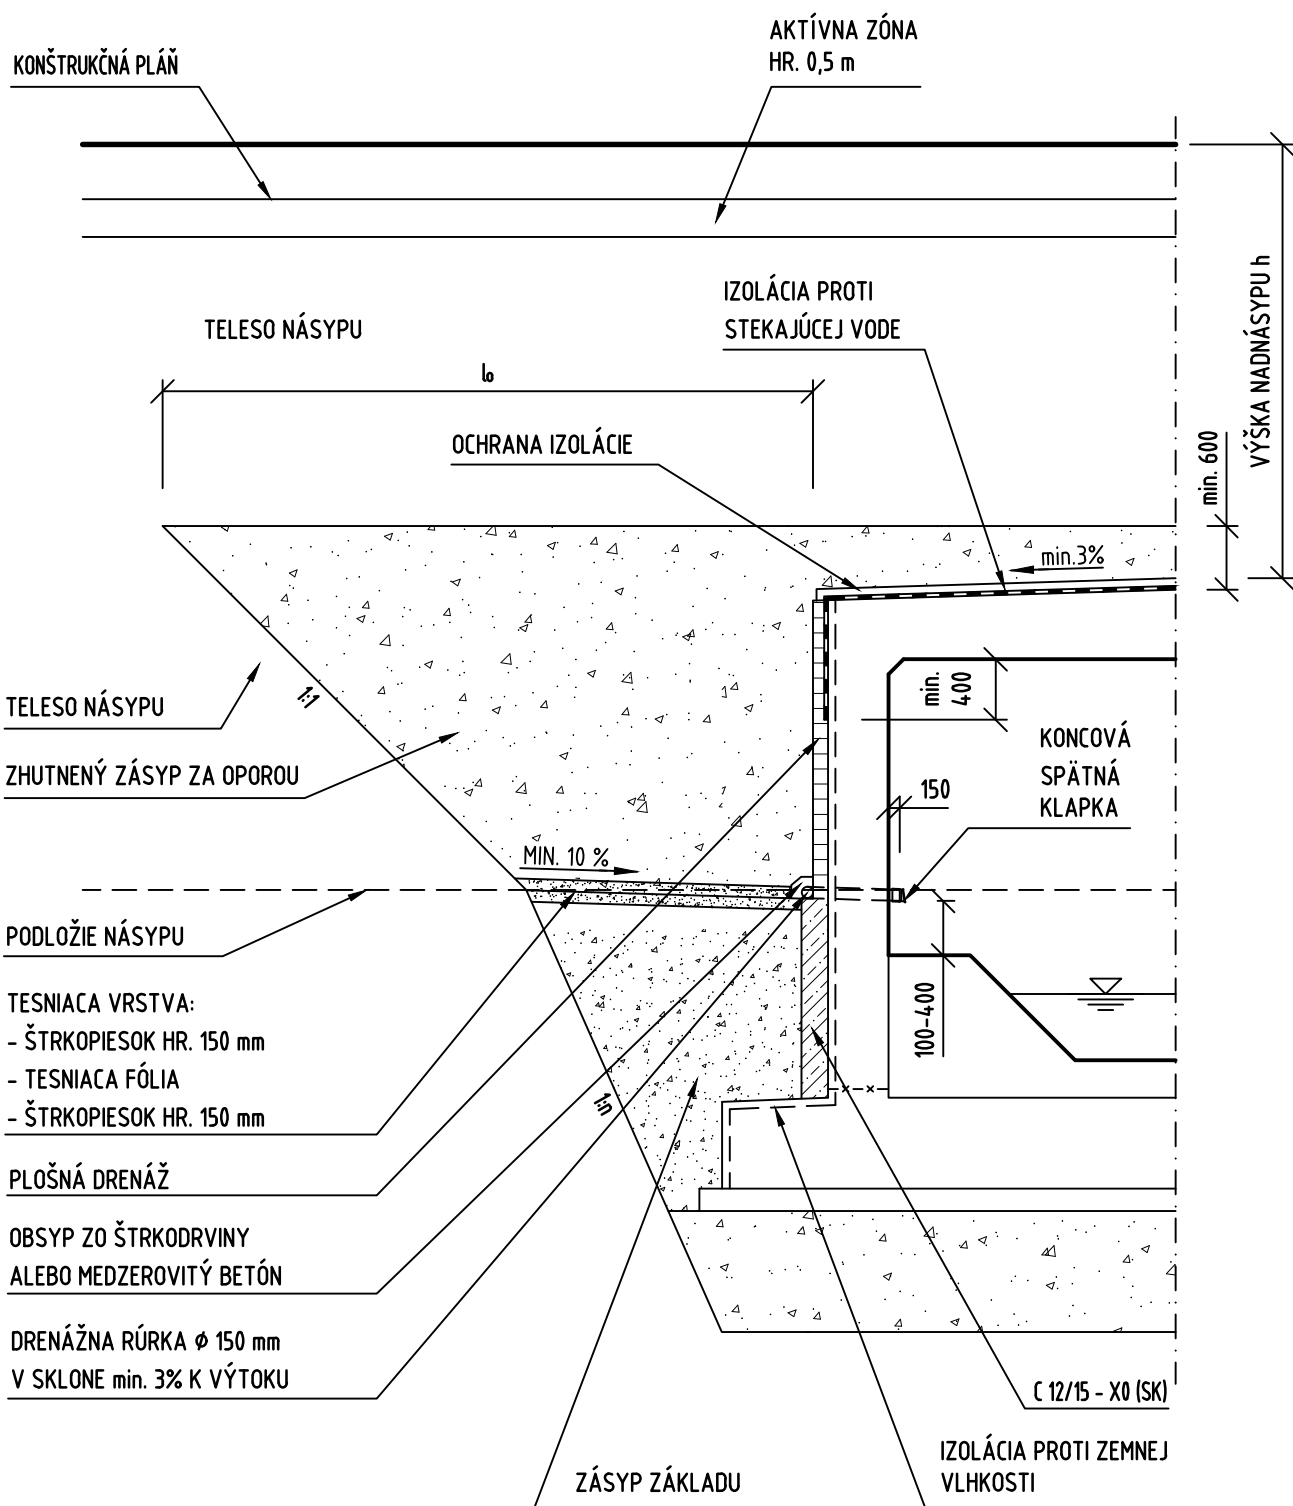 KONŠTRUKČNÁ PLÁŇ
AKTÍVNA ZÓNA
HR. 0,5 m
VÝŠKA NADNÁSYPU h
TELESO NÁSYPU
IZOLÁCIA PROTI
STEKAJÚCEJ VODE
lo
OCHRANA IZOLÁCIE
min. 600
min.3%
1:1
TELESO NÁSYPU
min.
400
ZHUTNENÝ ZÁSYP ZA OPOROU
KONCOVÁ
SPÄTNÁ
KLAPKA
150
MIN. 10 %
PODLOŽIE NÁSYPU
TESNIACA VRSTVA:
- ŠTRKOPIESOK HR. 150 mm
- TESNIACA FÓLIA
- ŠTRKOPIESOK HR. 150 mm
100-400
1:n
PLOŠNÁ DRENÁŽ
OBSYP ZO ŠTRKODRVINY
ALEBO MEDZEROVITÝ BETÓN
DRENÁŽNA RÚRKA Ø 150 mm
V SKLONE min. 3% K VÝTOKU
C 12/15 - X0 (SK)
IZOLÁCIA PROTI ZEMNEJ
VLHKOSTI
ZÁSYP ZÁKLADU